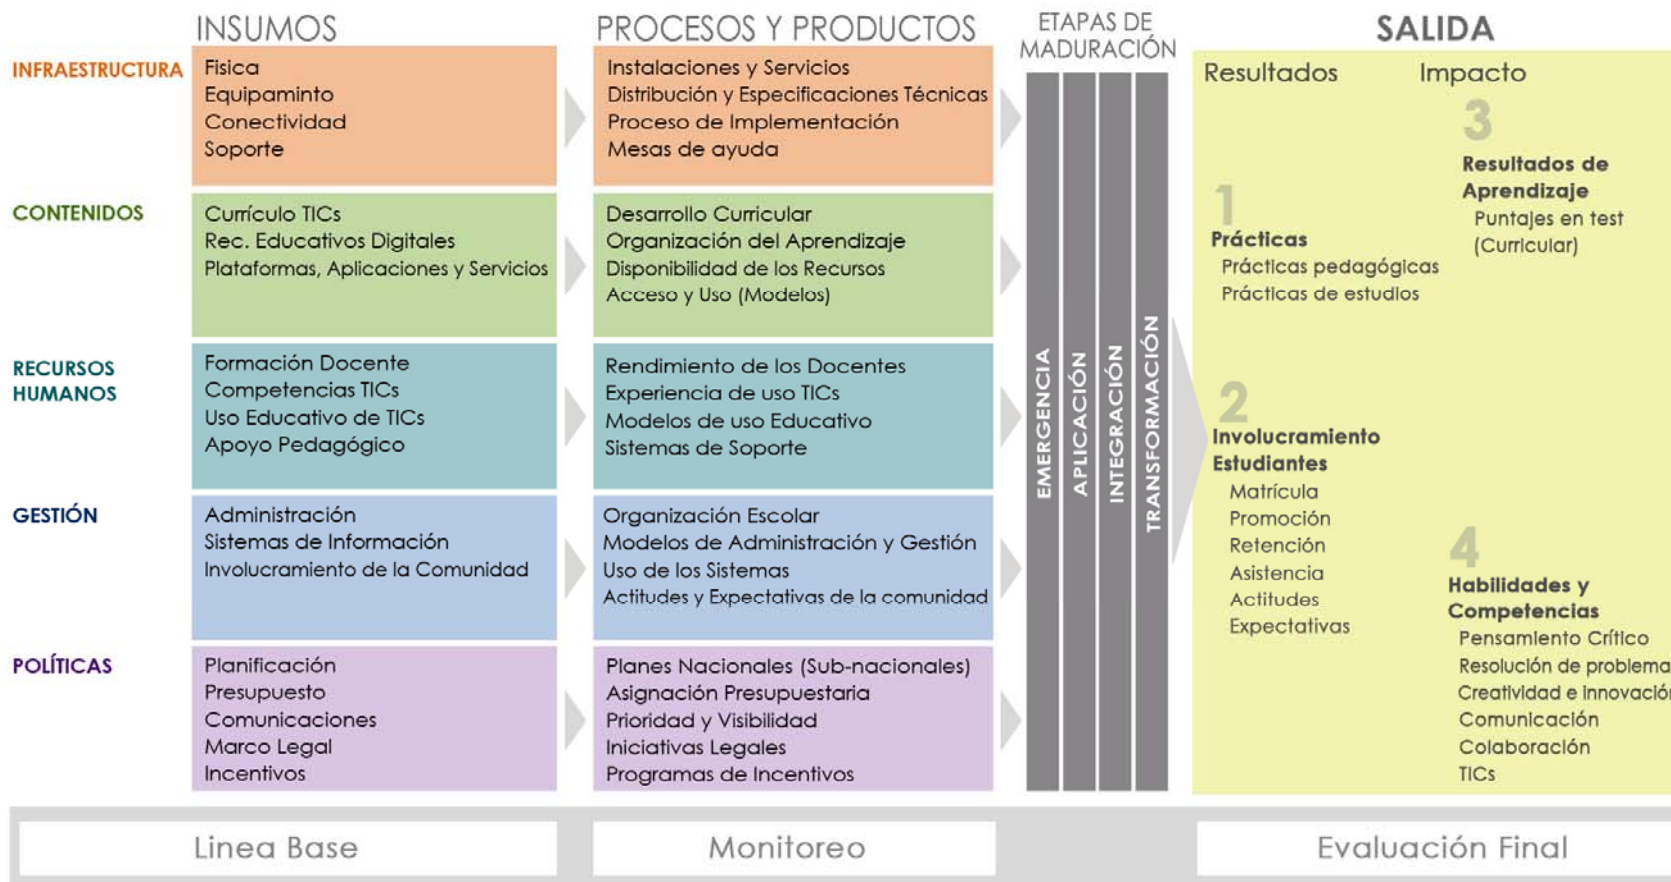 INSUMOS
PROCESOS Y PRODUCTOS
ETAPAS DE
MADURACIÓN
SALIDA
INFRAESTRUCTURA
Fisica
Equipaminto
Conectividad
Soporte
Instalaciones y Servicios
Distribución y Especificaciones Técnicas
Proceso de Implementación
Mesas de ayuda
CONTENIDOS
Currículo TICs
Rec. Educativos Digitales
Plataformas, Aplicaciones y Servicios
Desarrollo Curricular
Organización del Aprendizaje
Disponibilidad de los Recursos
Acceso y Uso (Modelos)
RECURSOS
HUMANOS
Formación Docente
Competencias TICs
Uso Educativo de TICs
Apoyo Pedagógico
Rendimiento de los Docentes
Experiencia de uso TICs
Modelos de uso Educativo
Sistemas de Soporte
GESTIÓN
Administración
Sistemas de Información
Involucramiento de la Comunidad
Organización Escolar
Modelos de Administración y Gestión
Uso de los Sistemas
Actitudes y Expectativas de la comunidad
POLÍTICAS
Planificación
Presupuesto
Comunicaciones
Marco Legal
Incentivos
Planes Nacionales (Sub-nacionales)
Asignación Presupuestaria
Prioridad y Visibilidad
Iniciativas Legales
Programas de Incentivos
EMERGENCIA
APLICACIÓN
INTEGRACIÓN
TRANSFORMACIÓN
Resultados
Impacto
1
Prácticas
Prácticas pedagógicas
Prácticas de estudios
2
Involucramiento
Estudiantes
Matrícula
Promoción
Retención
Asistencia
Actitudes
Expectativas
3
Resultados de
Aprendizaje
Puntajes en test
(Curricular)
4
Habilidades y
Competencias
Pensamiento Crítico
Resolución de problema
Creatividad e innovación
Comunicación
Colaboración
TICs
Linea Base
Monitoreo
Evaluación Final